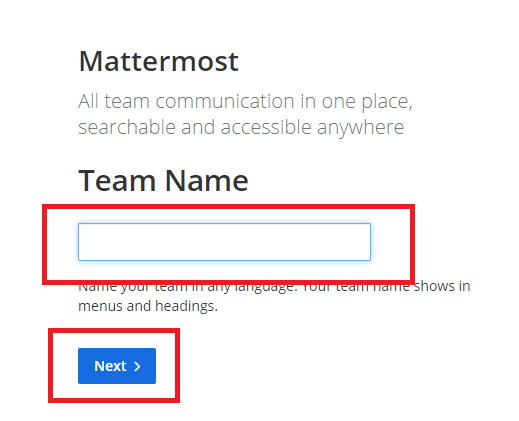 Mattermost
All team communication in one place,
searchable and accessible anywhere
Team Name
Name your team in any language. Your team name shows in
menus and headings.
Next